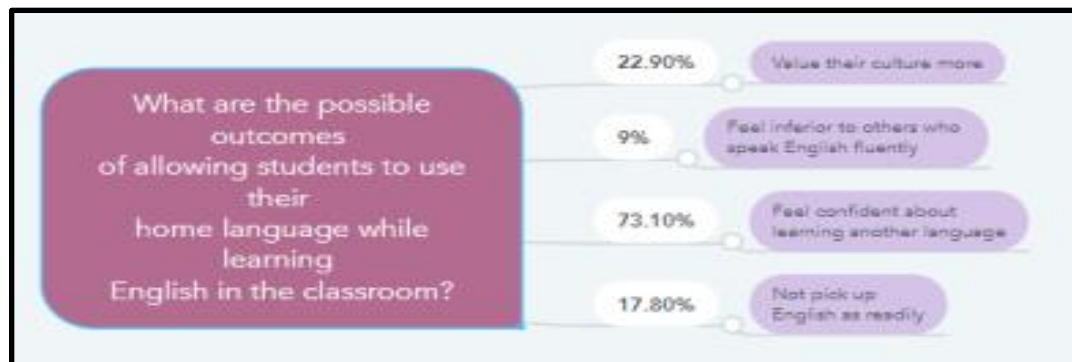 What are the possible
outcomes
of allowing students to use
their
home language while
learning
English in the classroom?
22.90%
Value their culture more
9%
Feel inferior to others who
speak English fluently
73.10%
Feel confident about
learning another language
17.80%
Not pick up
English as readily